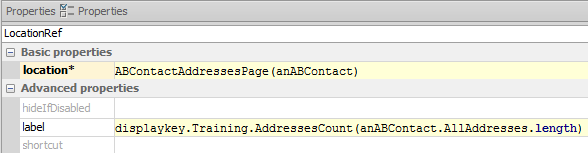 Properties Properties
LocationRef
Basic properties
location* ABContactAddressesPage(anABContact)
Advanced properties
hideIfDisabled
label displaykey.Training.AddressesCount(anABContact.AllAddresses.length)
shortcut